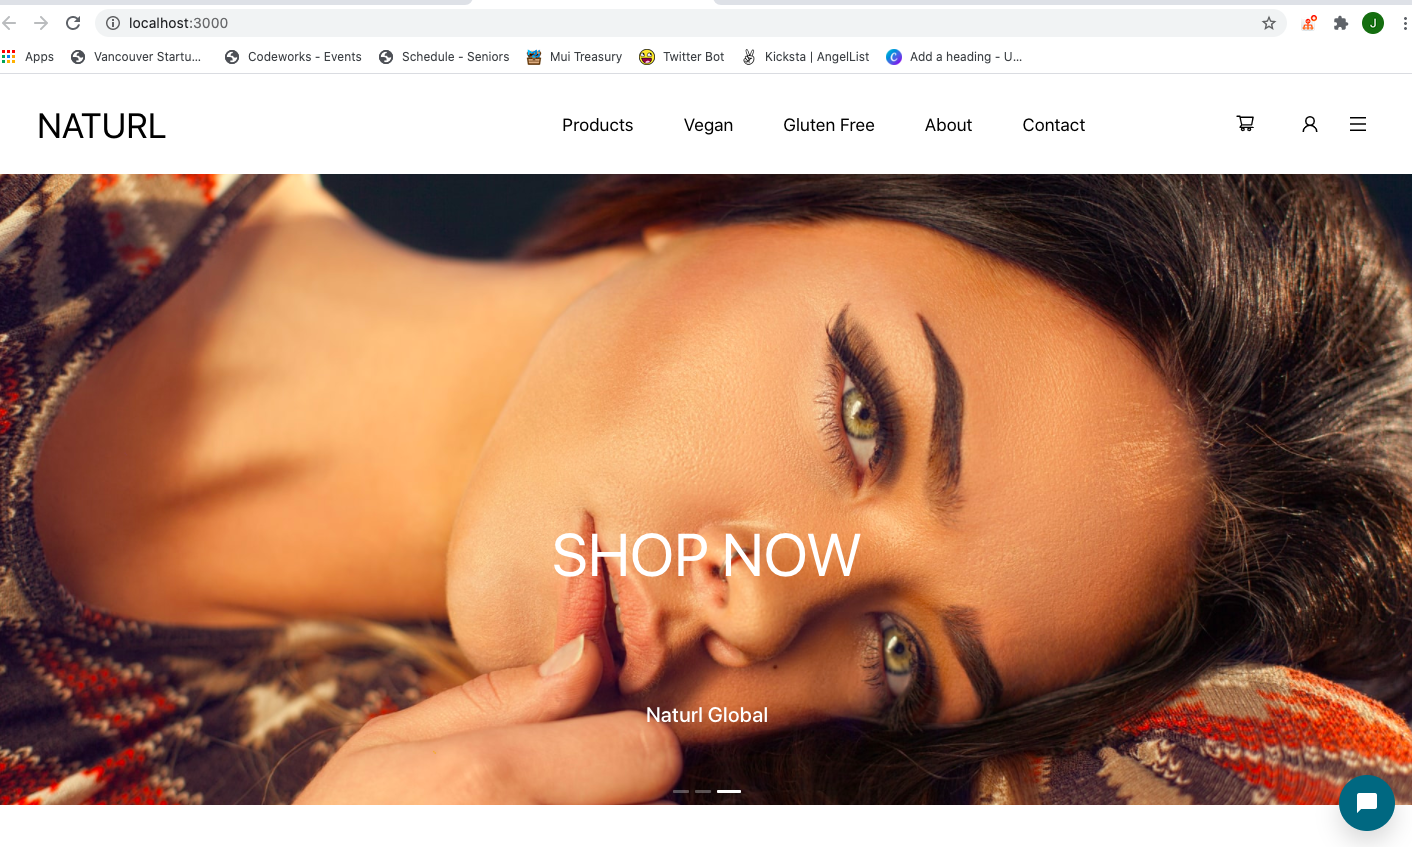 localhost:3000
J
Apps Vancouver Startu... Codeworks - Events Schedule - Seniors Mui Treasury Twitter Bot Kicksta | AngelList C Add a heading - U...
NATURL Products Vegan Gluten Free About Contact
SHOP NOW
Naturl Global